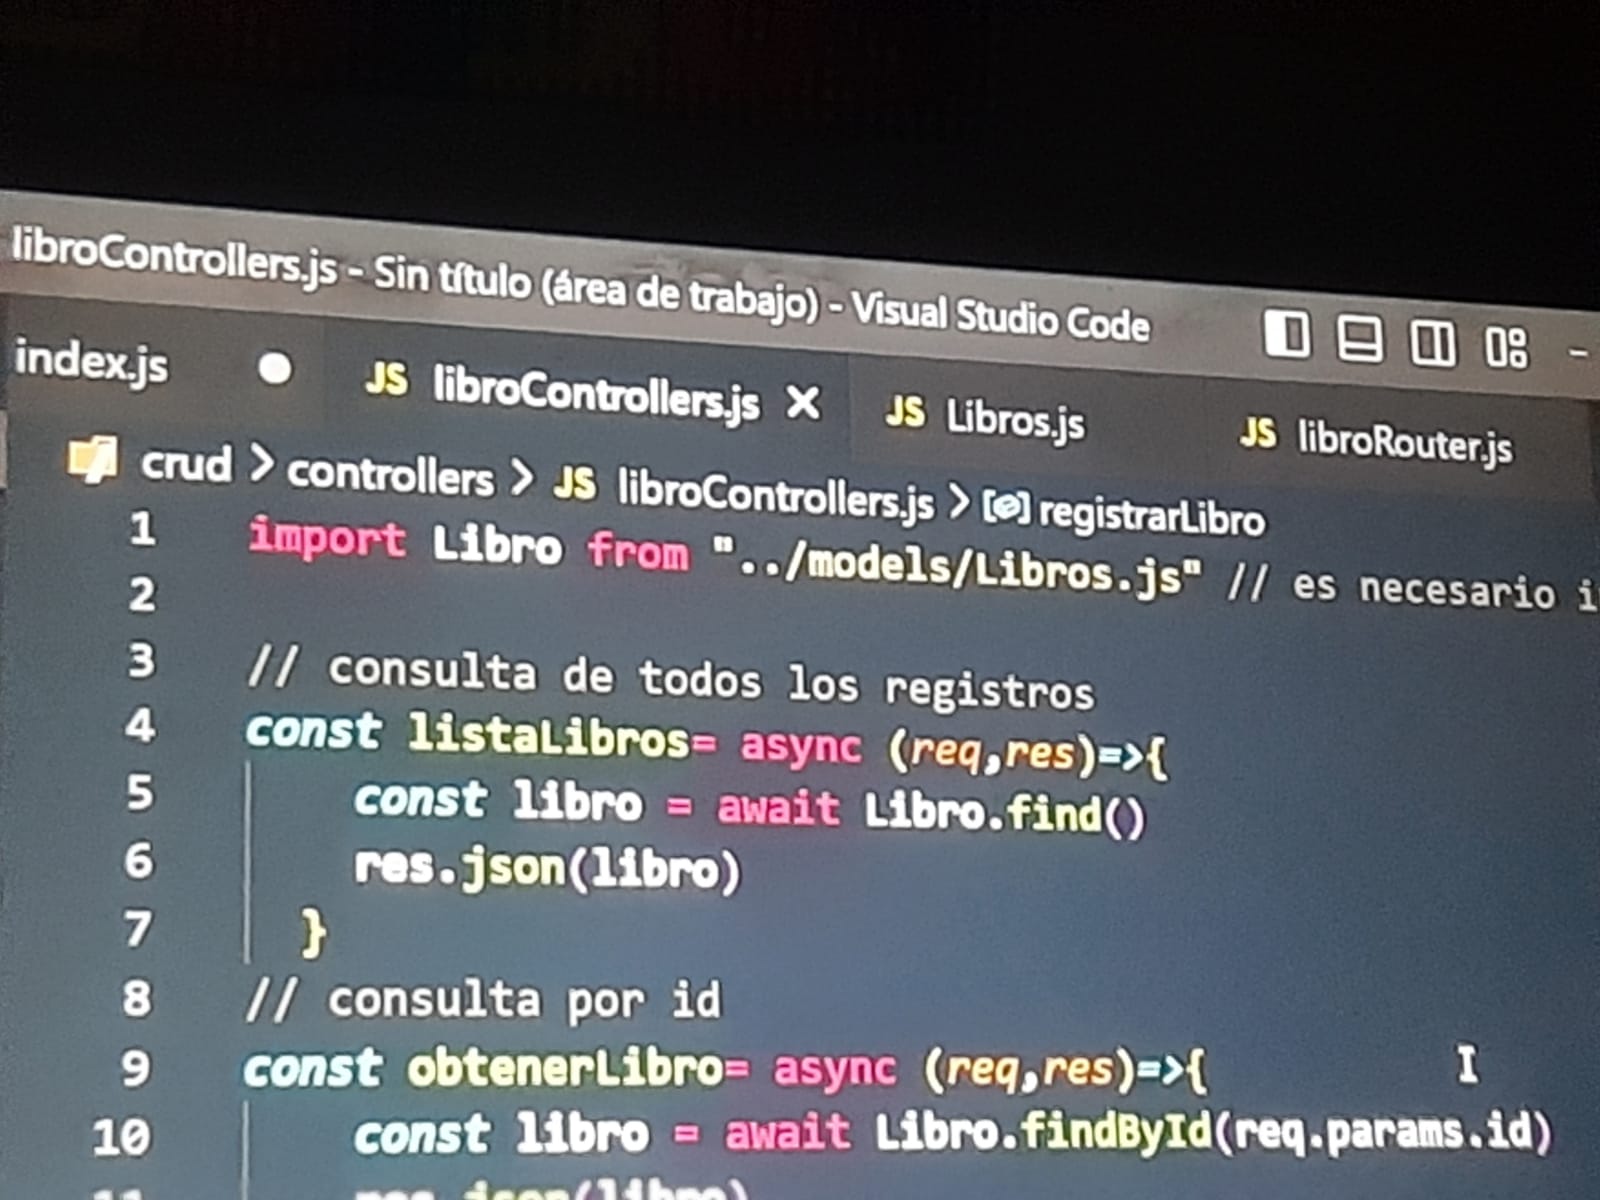 libroControllers.js - Sin título (área de trabajo) - Visual Studio Code
index.js JS libroControllers.js JS Libros.js JS libroRouter.js
crud > controllers > JS libroControllers.js > registrarLibro
1 import Libro from "../models/Libros.js" // es necesario
2
3 // consulta de todos los registros
4 const listaLibros= async (req,res)=>{
5 const libro = await Libro.find()
6 res.json(libro)
7 }
8 // consulta por id
9 const obtenerLibro= async (req,res)=>{
10 const libro = await Libro.findById(req.params.id)
11 res.json(libro)